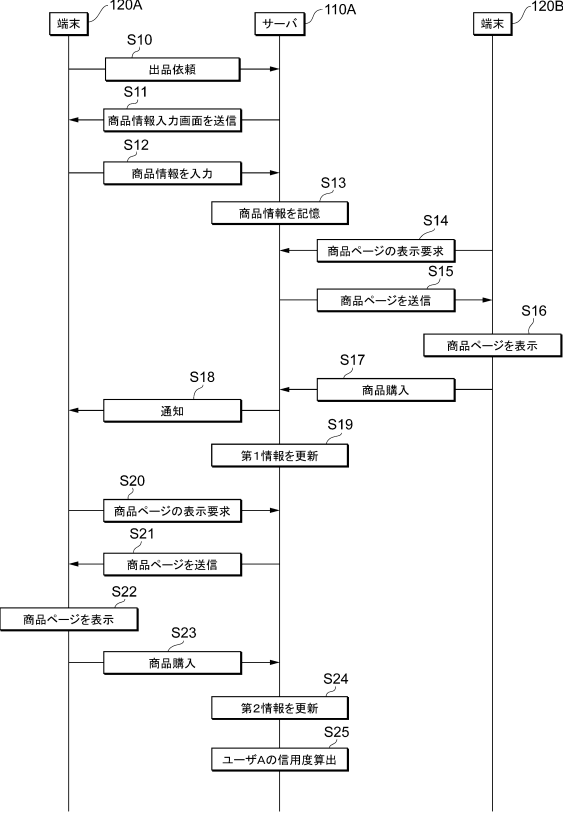 120A
110A
120B
端末
サーバ
端末
S10
出品依頼
S11
商品情報入力画面を送信
S12
商品情報を入力
S13
商品情報を記憶
S14
商品ページの表示要求
S15
商品ページを送信
S16
商品ページを表示
S17
商品購入
S18
通知
S19
第1情報を更新
S20
商品ページの表示要求
S21
商品ページを送信
S22
商品ページを表示
S23
商品購入
S24
第2情報を更新
S25
ユーザAの信用度算出